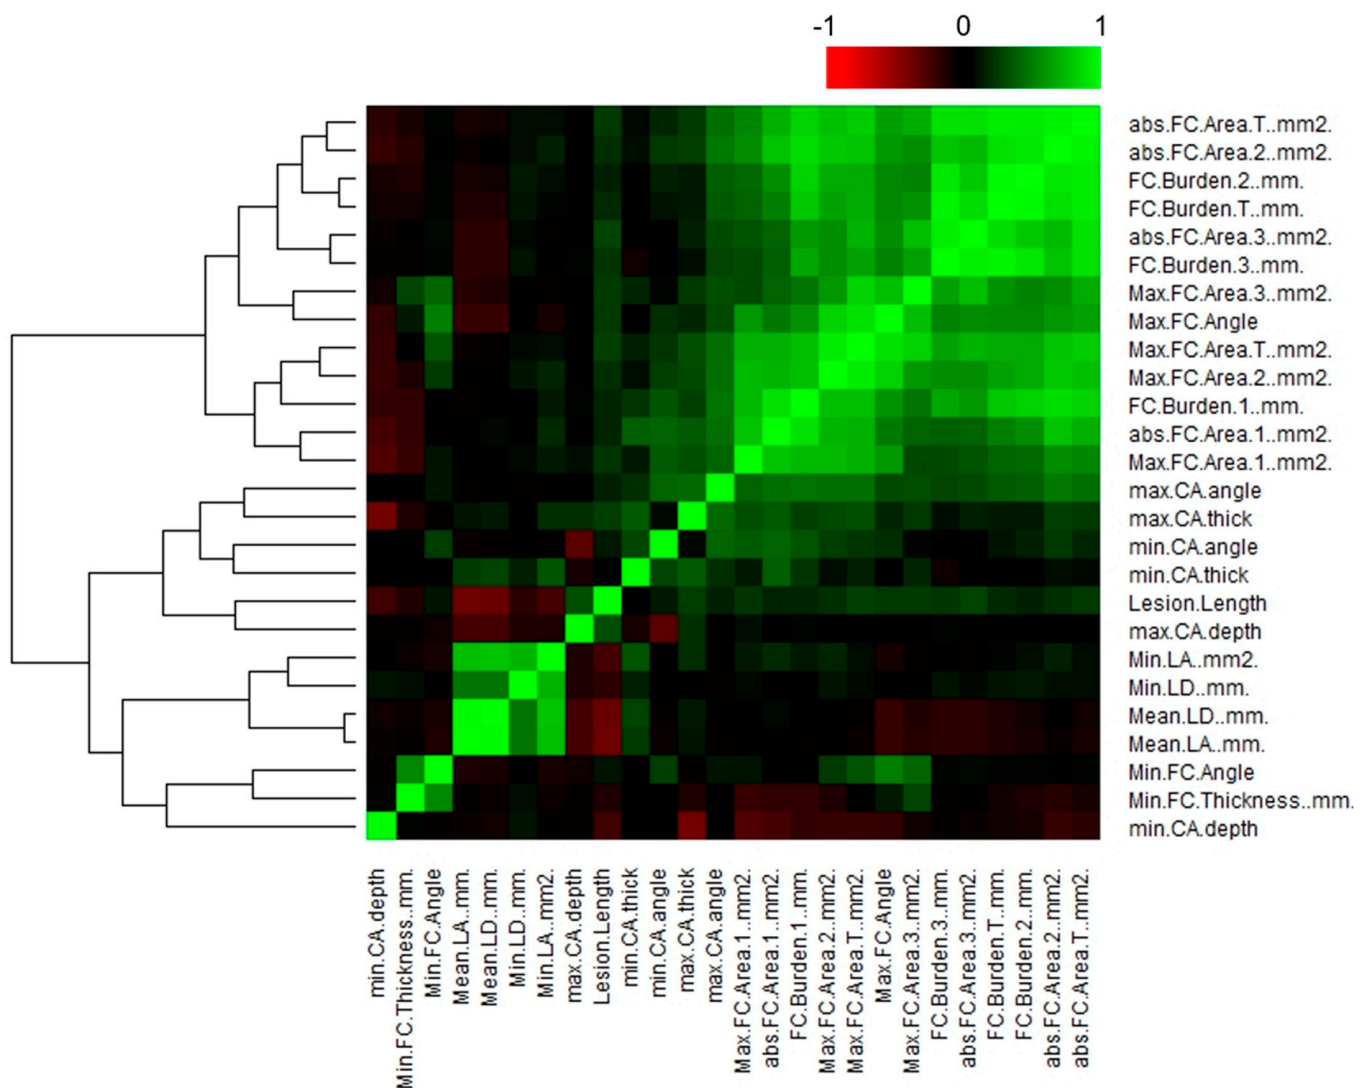 -1 0 1
abs.FC.Area.T..mm2.
abs.FC.Area.2..mm2.
FC.Burden.2..mm.
FC.Burden.T..mm.
abs.FC.Area.3..mm2.
FC.Burden.3..mm.
Max.FC.Area.3..mm2.
Max.FC.Angle
Max.FC.Area.T..mm2.
Max.FC.Area.2..mm2.
FC.Burden.1..mm.
abs.FC.Area.1..mm2.
Max.FC.Area.1..mm2.
max.CA.angle
max.CA.thick
min.CA.angle
min.CA.thick
Lesion.Length
max.CA.depth
Min.LA..mm2.
Min.LD..mm.
Mean.LD..mm.
Mean.LA..mm.
Min.FC.Angle
Min.FC.Thickness..mm.
min.CA.depth
min.CA.depth
Min.FC.Thickness..mm.
Min.FC.Angle
Mean.LA..mm.
Mean.LD..mm.
Min.LD..mm.
Min.LA..mm2.
max.CA.depth
Lesion.Length
min.CA.thick
min.CA.angle
max.CA.thick
max.CA.angle
Max.FC.Area.1..mm2.
abs.FC.Area.1..mm2.
FC.Burden.1..mm.
Max.FC.Area.2..mm2.
Max.FC.Area.T..mm2.
Max.FC.Angle
Max.FC.Area.3..mm2.
FC.Burden.3..mm.
abs.FC.Area.3..mm2.
FC.Burden.T..mm.
FC.Burden.2..mm.
abs.FC.Area.2..mm2.
abs.FC.Area.T..mm2.